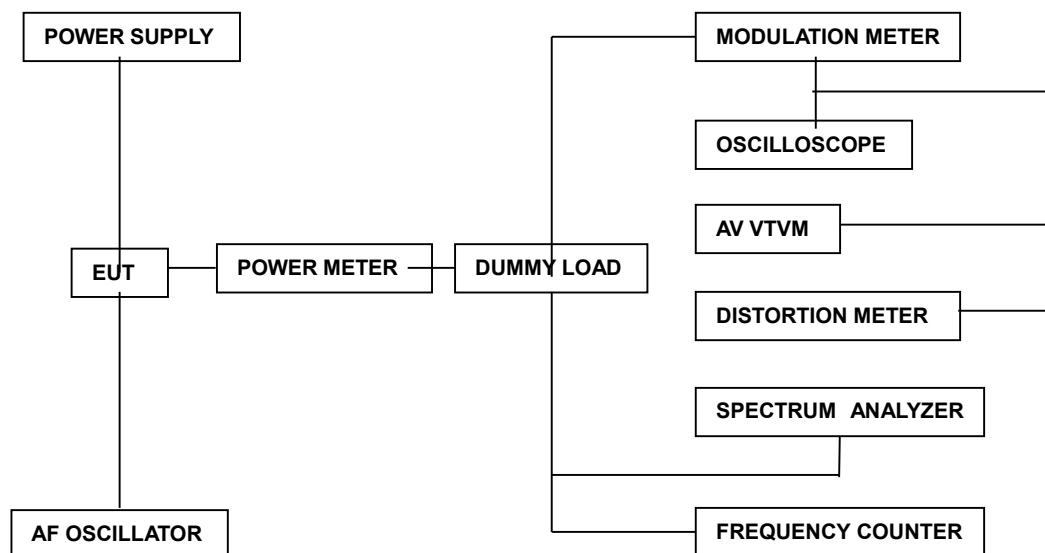 POWER SUPPLY
MODULATION METER
OSCILLOSCOPE
AV VTVM
EUT
POWER METER
DUMMY LOAD
DISTORTION METER
SPECTRUM ANALYZER
AF OSCILLATOR
FREQUENCY COUNTER